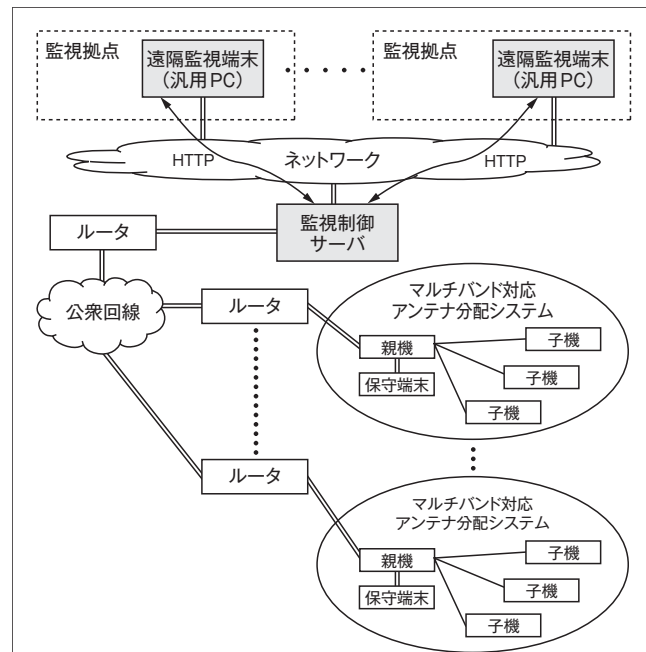 監視拠点
遠隔監視端末
(汎用PC)
監視拠点
遠隔監視端末
(汎用PC)
HTTP
ネットワーク
HTTP
監視制御
サーバ
ルータ
公衆回線
ルータ
マルチバンド対応
アンテナ分配システム
親機
保守端末
子機
子機
子機
ルータ
マルチバンド対応
アンテナ分配システム
親機
保守端末
子機
子機
子機